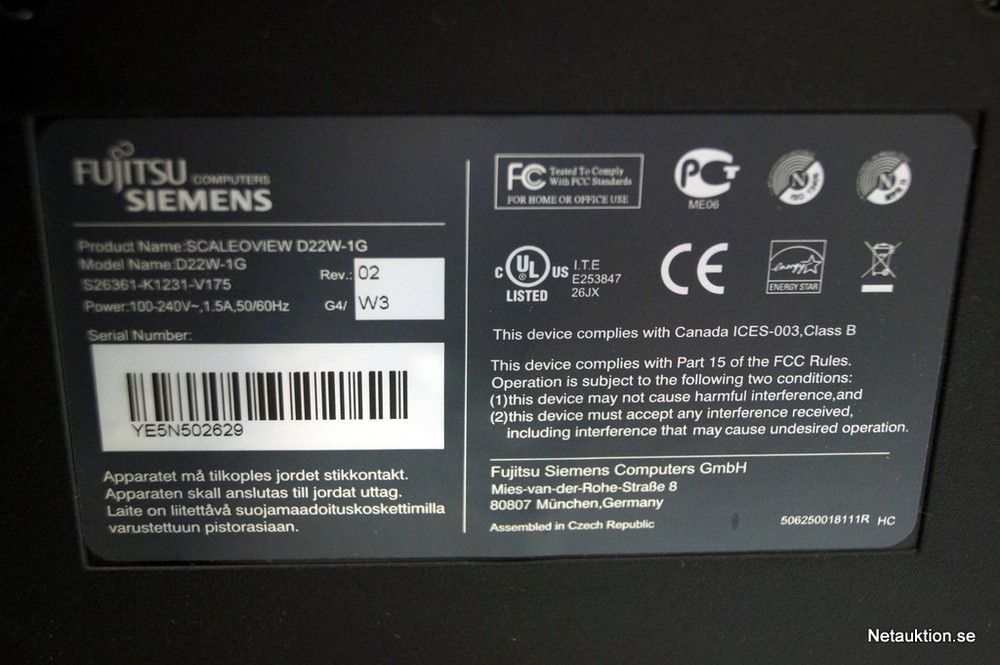 FUJITSU COMPUTERS
SIEMENS
Product Name:SCALEOVIEW D22W-1G
Model Name:D22W-1G
S26361-K1231-V175
Power:100-240V~,1.5A,50/60Hz
Rev.: 02
G4/ W3
Serial Number:
YE5N502629
Apparatet må tilkoples jordet stikkontakt.
Apparaten skall anslutas till jordat uttag.
Laite on liitettåvå suojamaadoituskoskettimilla
varustettuun pistorasiaan.
FC Tested To Comply
With FCC Standards
FOR HOME OR OFFICE USE
ME06
N
N
c UL US
LISTED
I.T.E
E253847
26JX
CE
energy
ENERGY STAR
This device complies with Canada ICES-003,Class B
This device complies with Part 15 of the FCC Rules.
Operation is subject to the following two conditions:
(1)this device may not cause harmful interference,and
(2)this device must accept any interference received,
including interference that may cause undesired operation.
Fujitsu Siemens Computers GmbH
Mies-van-der-Rohe-Straße 8
80807 München,Germany
Assembled in Czech Republic
506250018111R HC
Netauktion.se